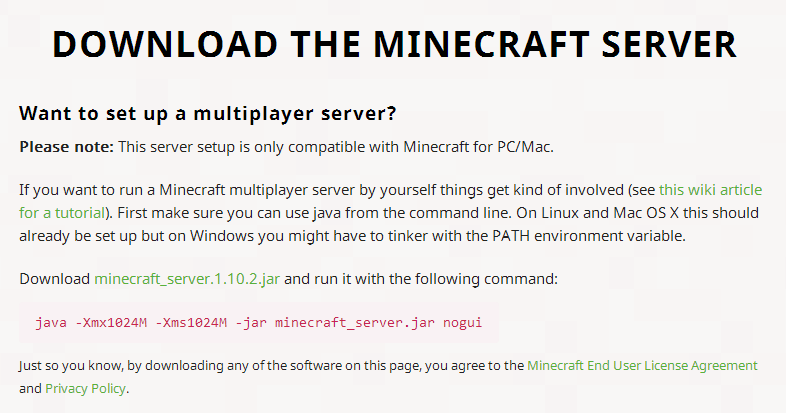 DOWNLOAD THE MINECRAFT SERVER
Want to set up a multiplayer server?
Please note: This server setup is only compatible with Minecraft for PC/Mac.
If you want to run a Minecraft multiplayer server by yourself things get kind of involved (see this wiki article
for a tutorial). First make sure you can use java from the command line. On Linux and Mac OS X this should
already be set up but on Windows you might have to tinker with the PATH environment variable.
Download minecraft_server.1.10.2.jar and run it with the following command:
java -Xmx1024M -Xms1024M -jar minecraft_server.jar nogui
Just so you know, by downloading any of the software on this page, you agree to the Minecraft End User License Agreement
and Privacy Policy.